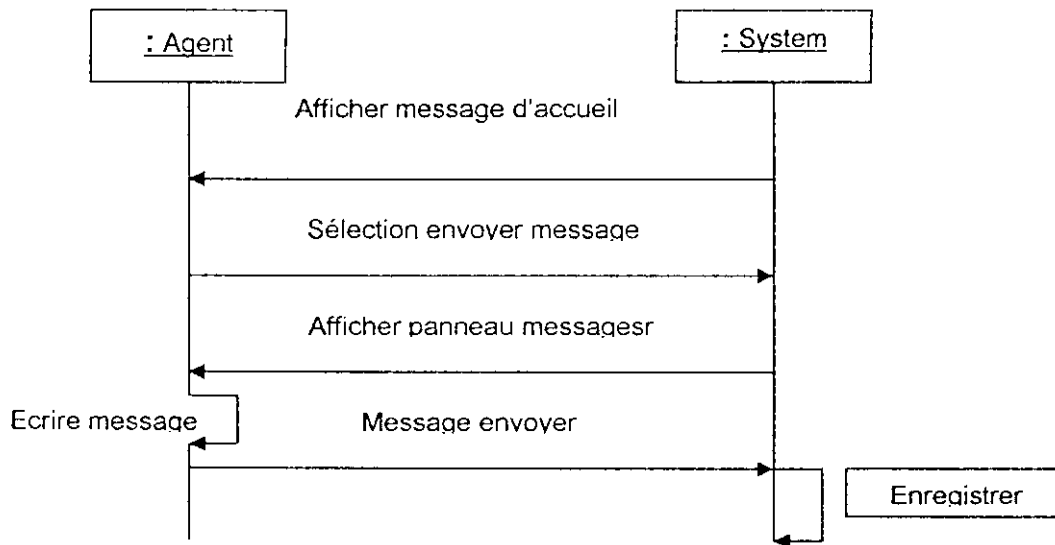 : Agent
: System
Afficher message d'accueil
Sélection envoyer message
Afficher panneau messagesr
Ecrire message
Message envoyer
Enregistrer